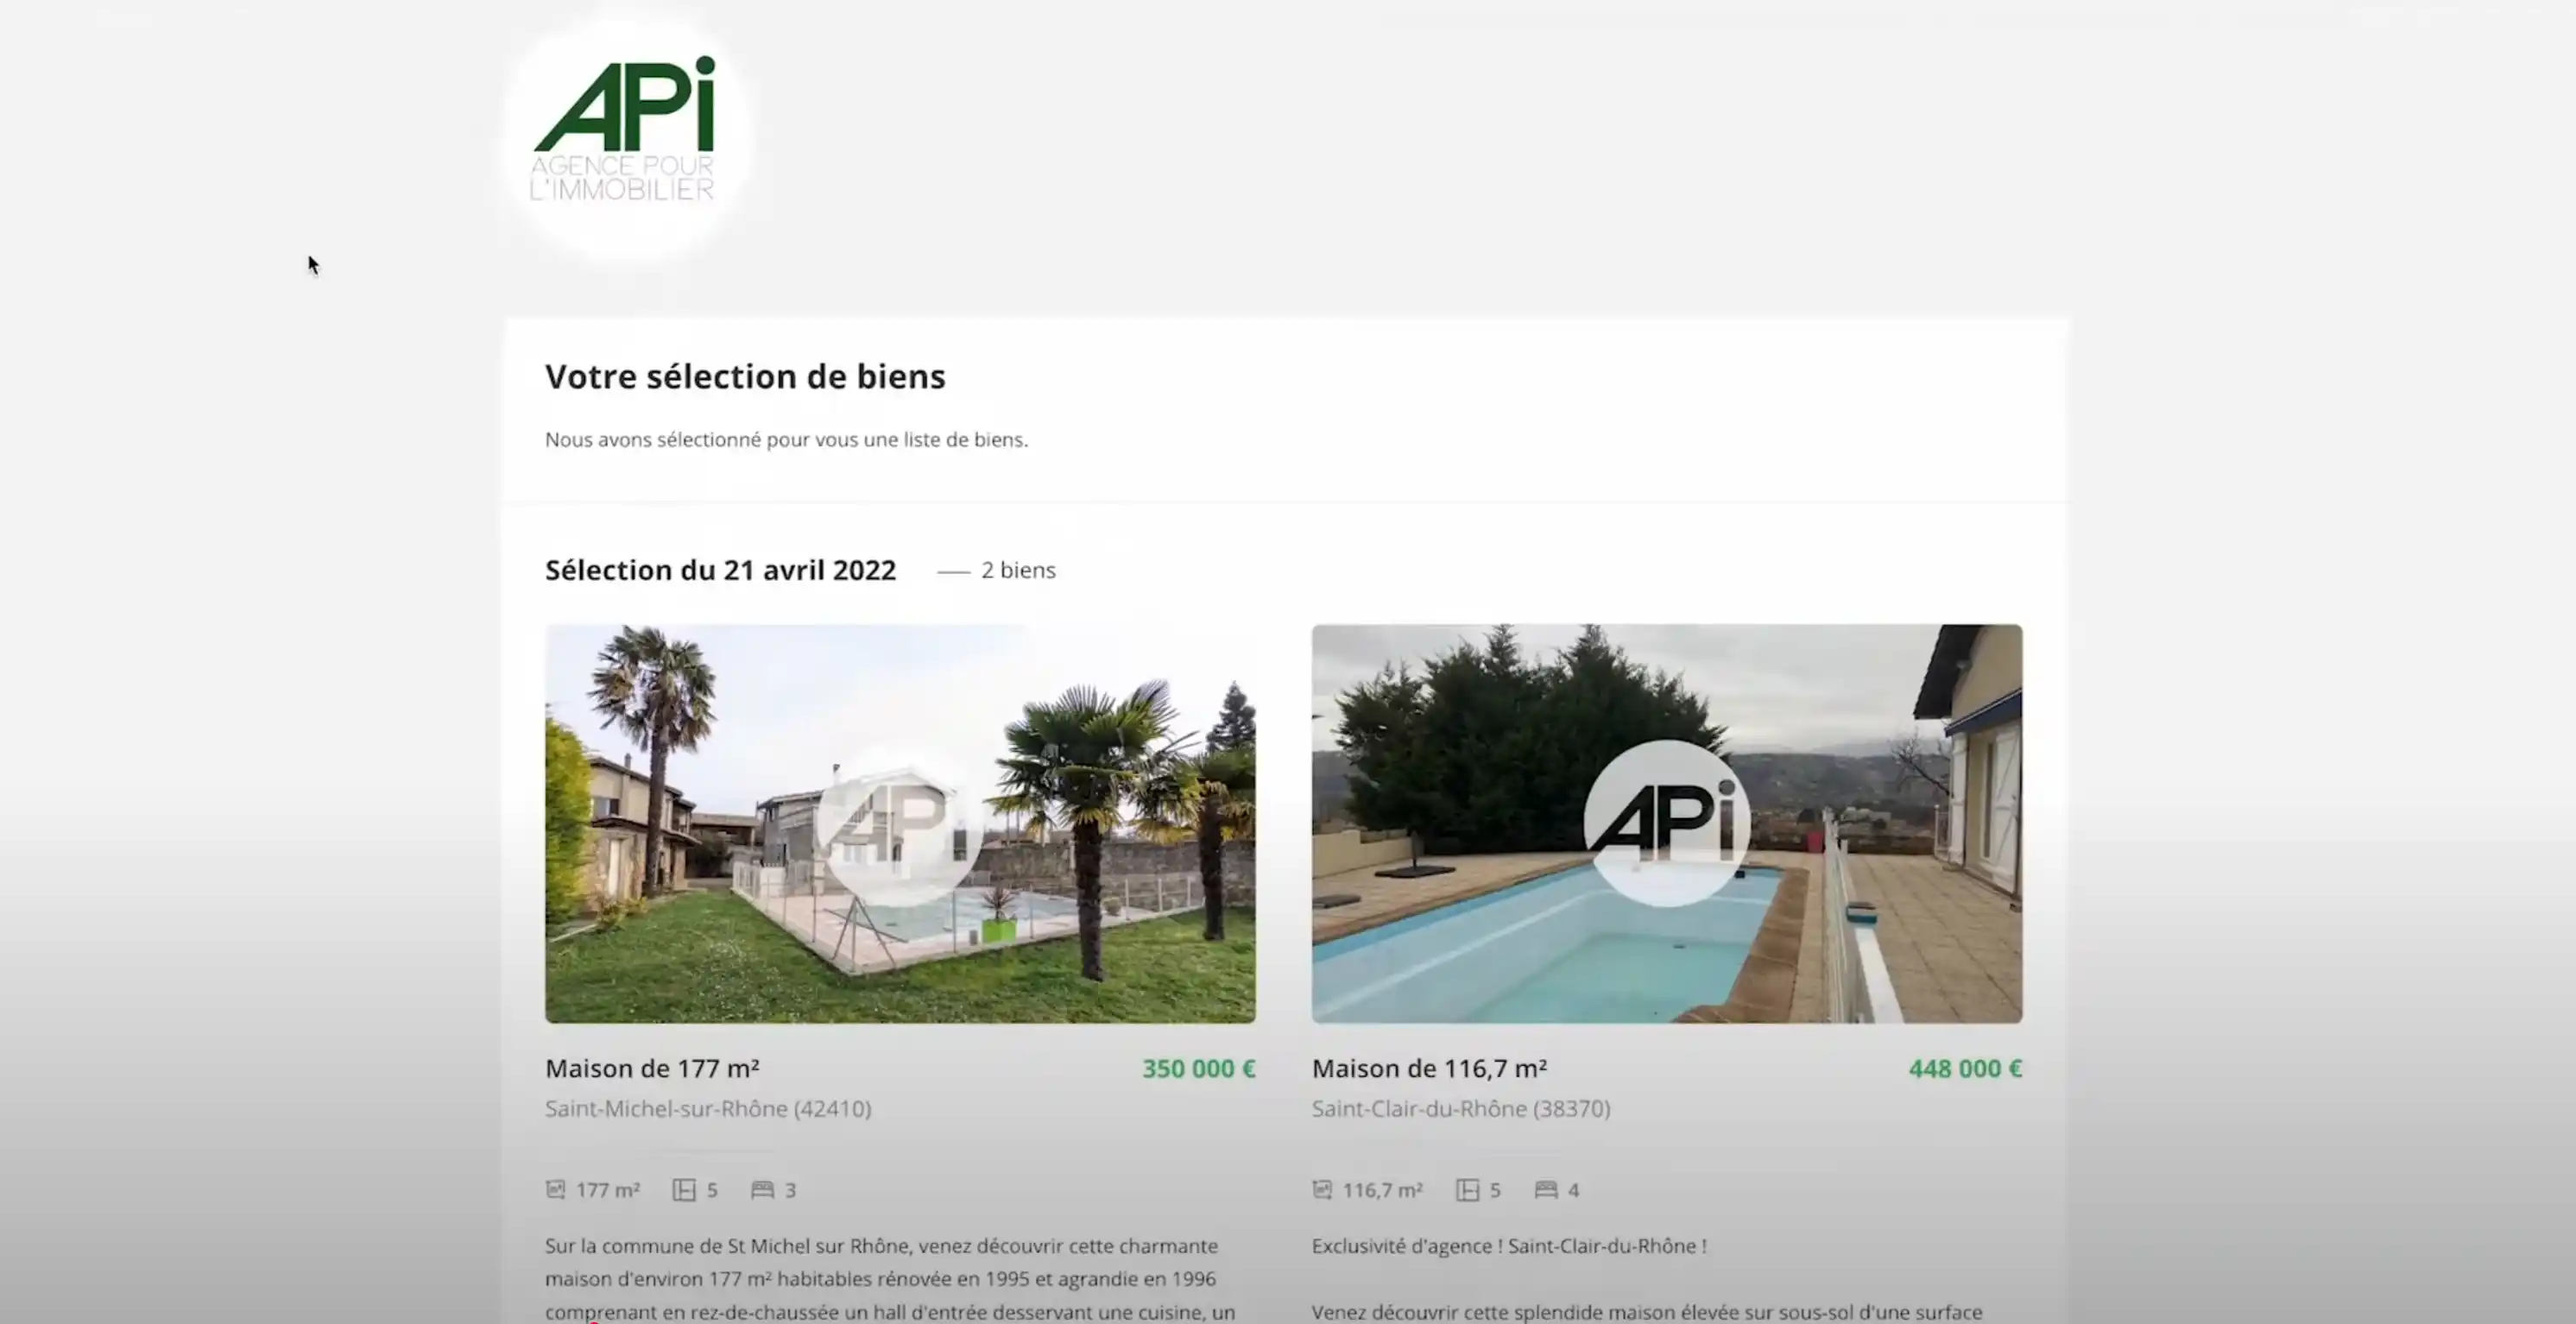 APi
AGENCE POUR
L'IMMOBILIER
Votre sélection de biens
Nous avons sélectionné pour vous une liste de biens.
Sélection du 21 avril 2022 — 2 biens
AP
APi
Maison de 177 m² 350 000 €
Saint-Michel-sur-Rhône (42410)
177 m² 5 3
Sur la commune de St Michel sur Rhône, venez découvrir cette charmante
maison d'environ 177 m² habitables rénovée en 1995 et agrandie en 1996
comprenant en rez-de-chaussée un hall d'entrée desservant une cuisine, un
Maison de 116,7 m² 448 000 €
Saint-Clair-du-Rhône (38370)
116,7 m² 5 4
Exclusivité d'agence ! Saint-Clair-du-Rhône !
Venez découvrir cette splendide maison élevée sur sous-sol d'une surface